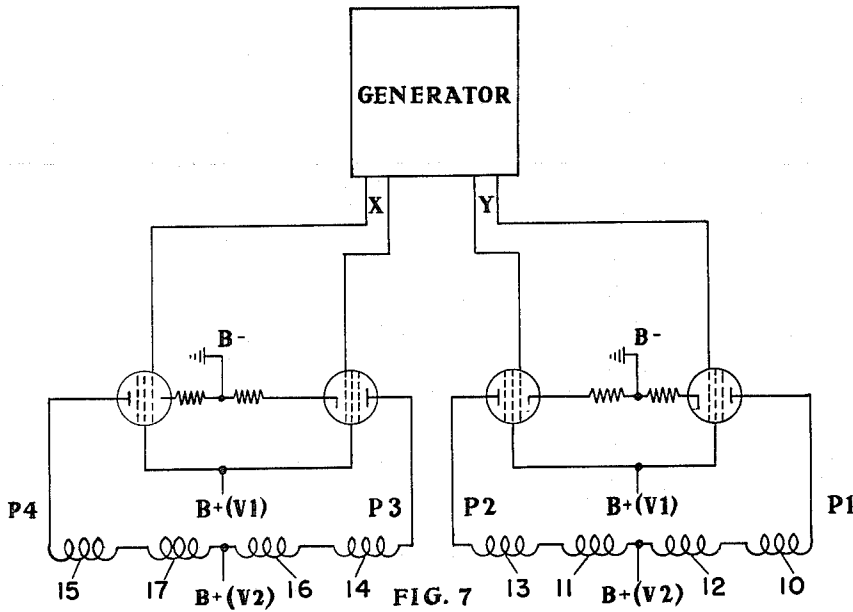 GENERATOR
X Y
B- B-
B+(V1) B+(V1)
P4 P3 P2 P1
15 17 B+(V2) 16 14 FIG. 7 13 11 B+(V2) 12 10